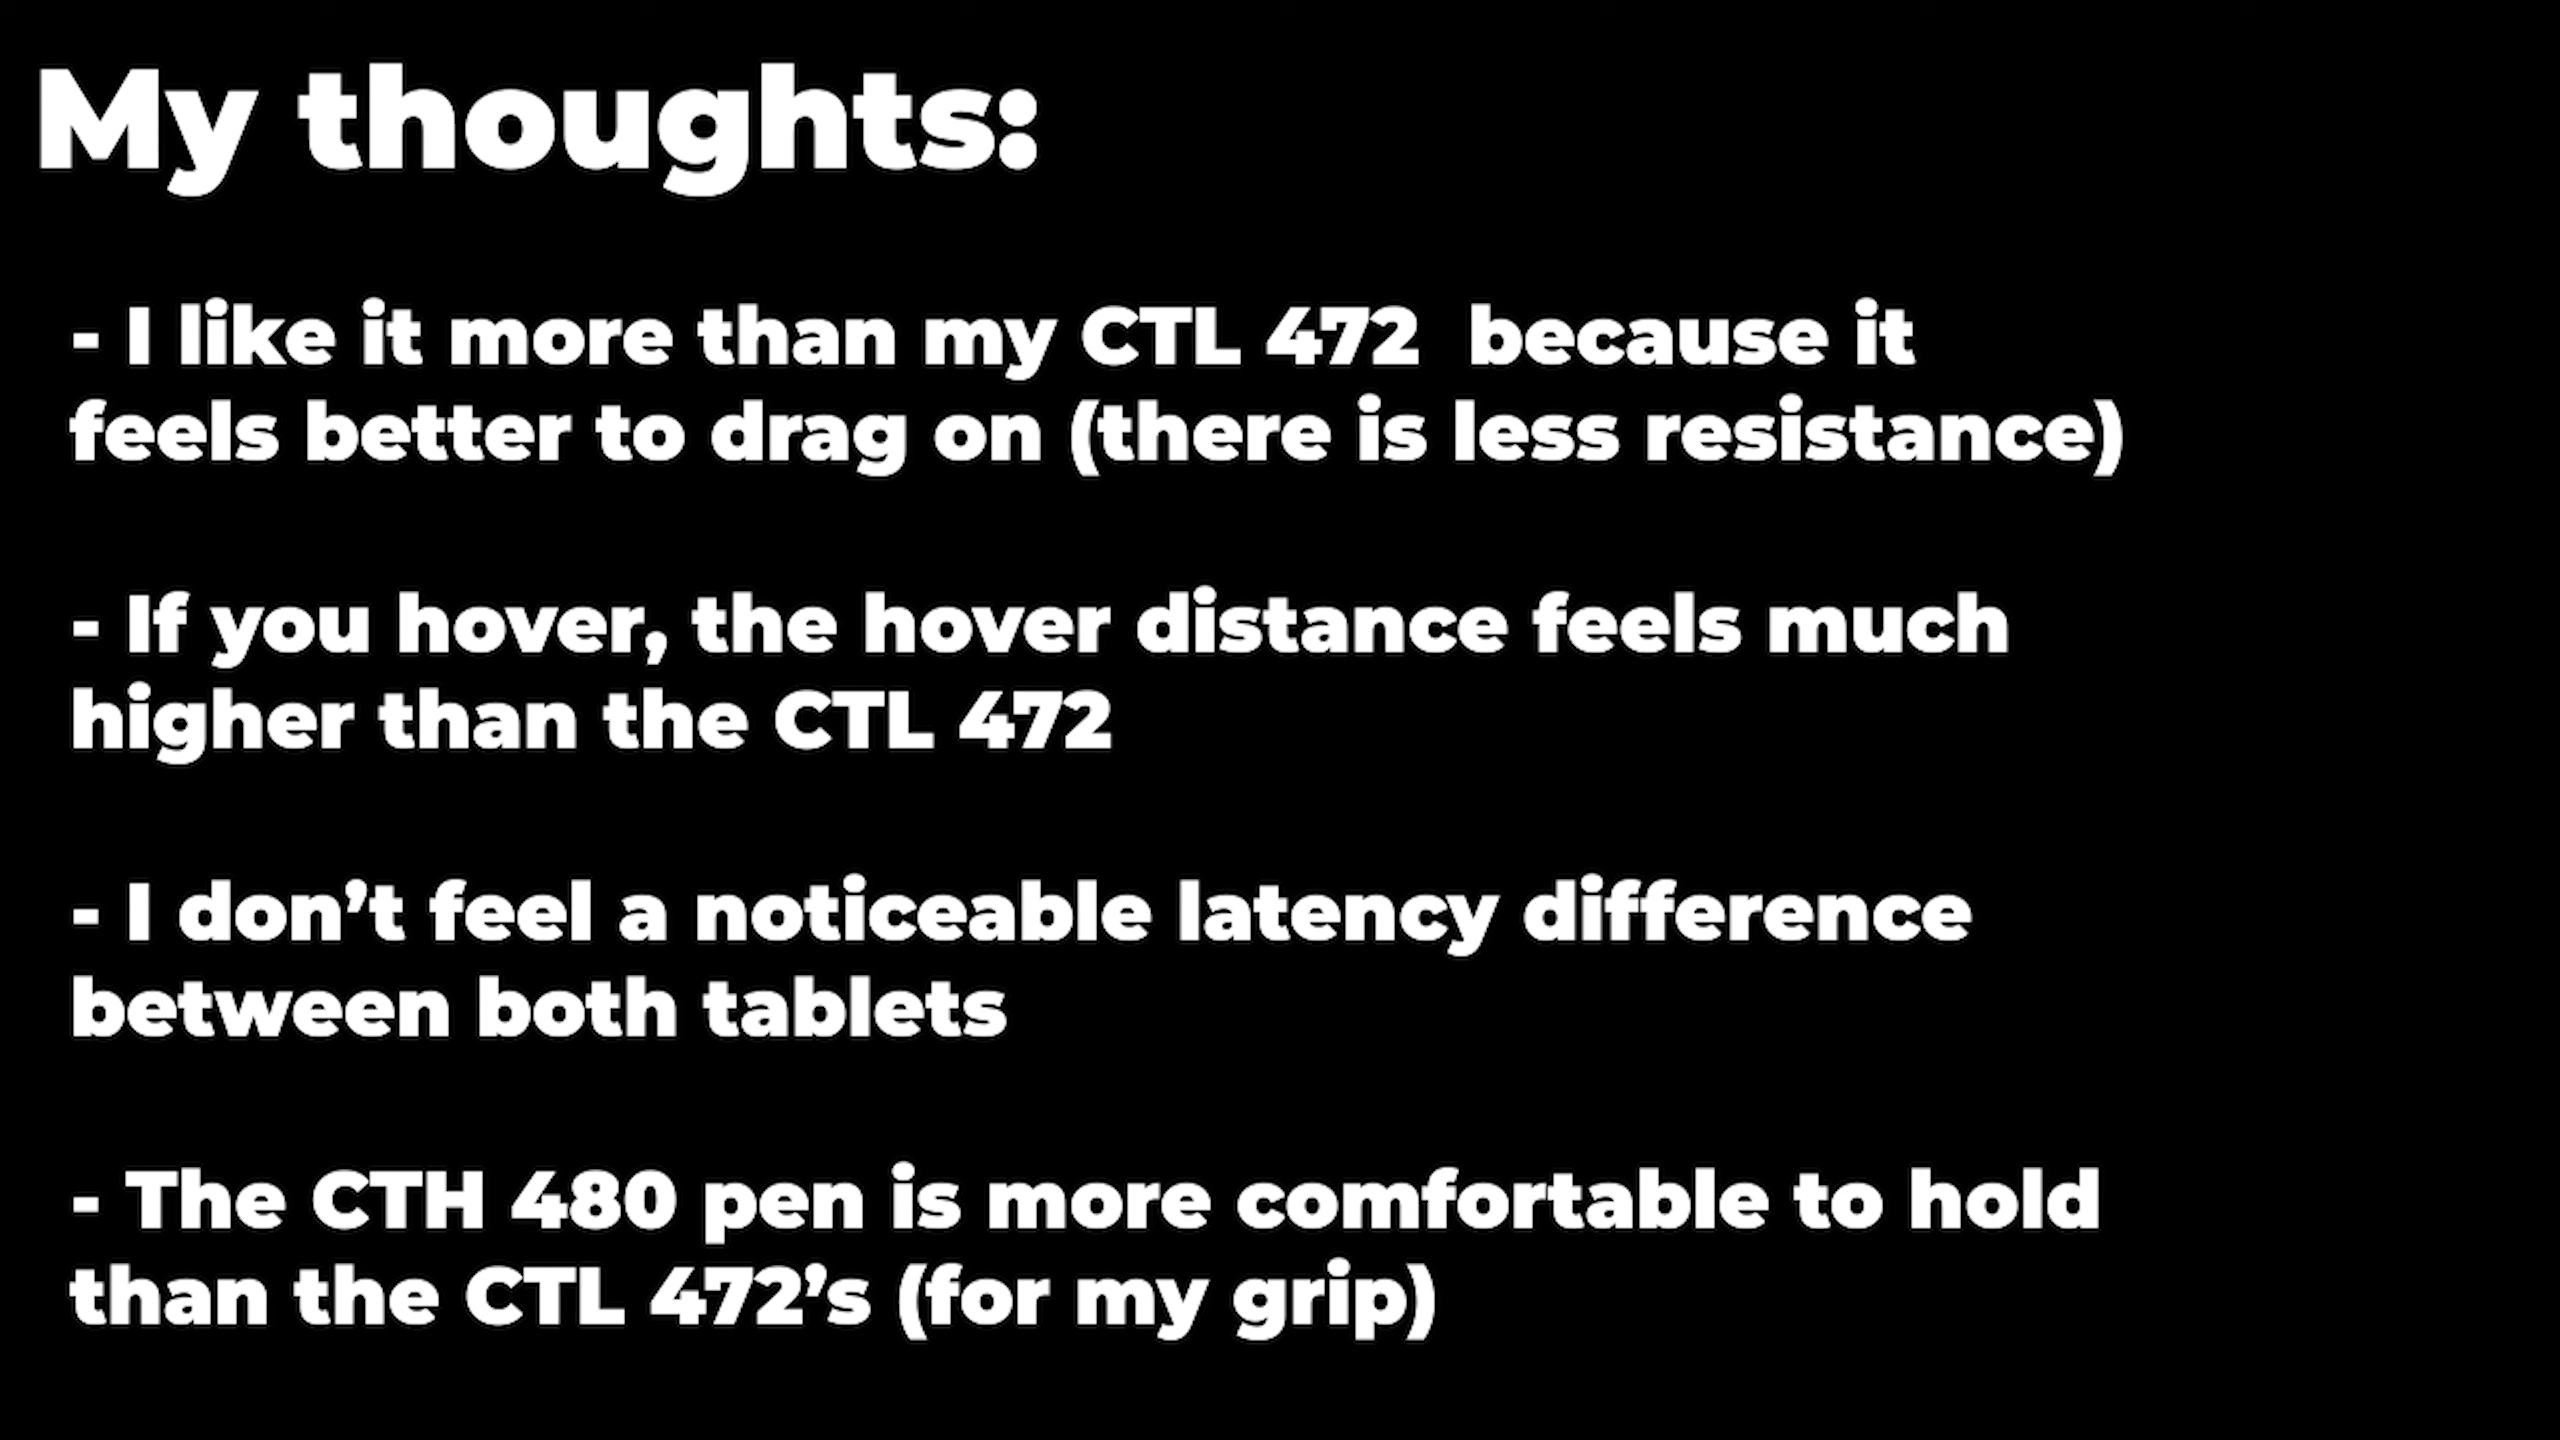 My thoughts:
- I like it more than my CTL 472  because it
feels better to drag on (there is less resistance)
- If you hover, the hover distance feels much
higher than the CTL 472
- I don’t feel a noticeable latency difference
between both tablets
- The CTH 480 pen is more comfortable to hold
than the CTL 472’s (for my grip)